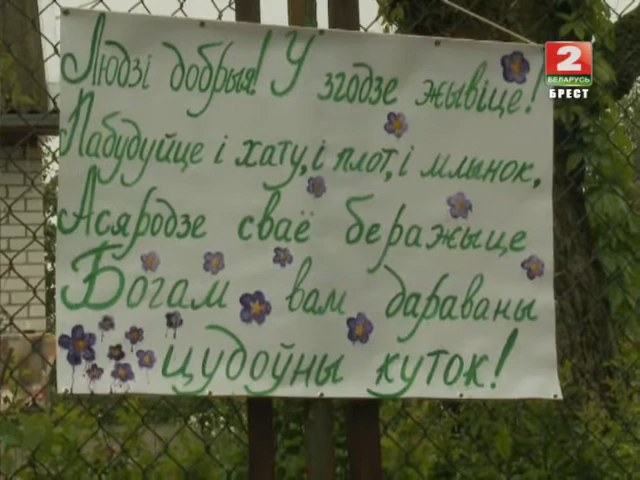 2
БЕЛАРУСЬ
БРЕСТ
Людзі добрыя! У згодзе жывіце!
Пабудуйце і хату, і плот, і млынок,
Асяродзе сваё беражыце
Богам вам дараваны
цудоўны куток!